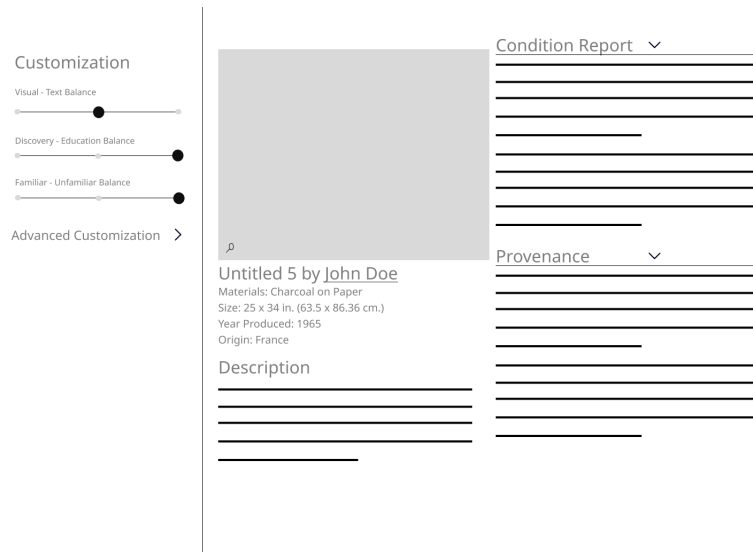 Customization
Visual - Text Balance
Discovery - Education Balance
Familiar - Unfamiliar Balance
Advanced Customization
Untitled 5 by John Doe
Materials: Charcoal on Paper
Size: 25 x 34 in. (63.5 x 86.36 cm.)
Year Produced: 1965
Origin: France
Description
Condition Report
Provenance